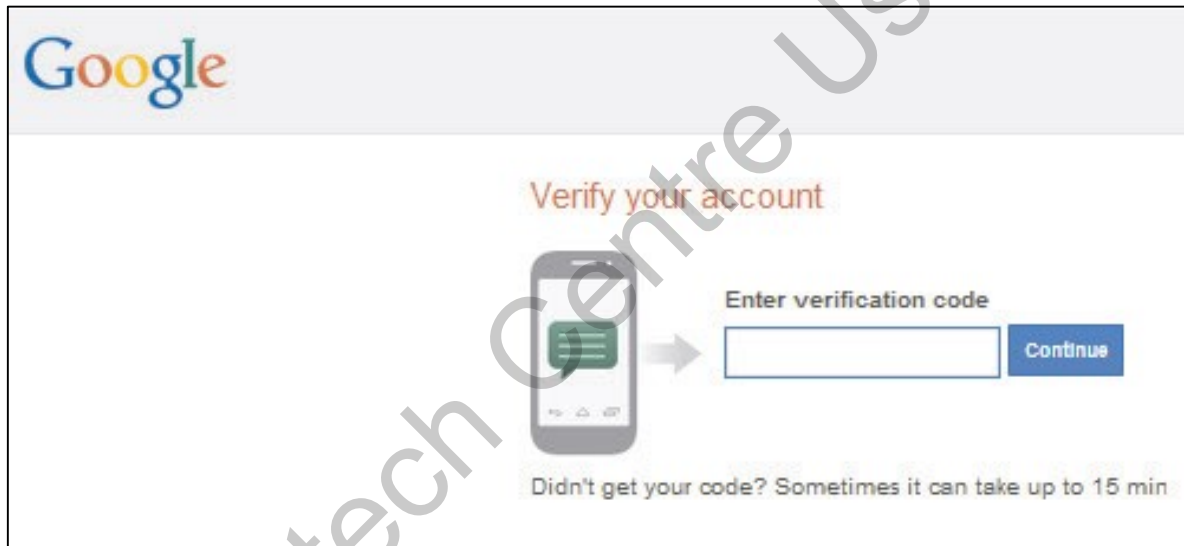 Google
Verify your account
Enter verification code
Continue
Didn't get your code? Sometimes it can take up to 15 min
Centre